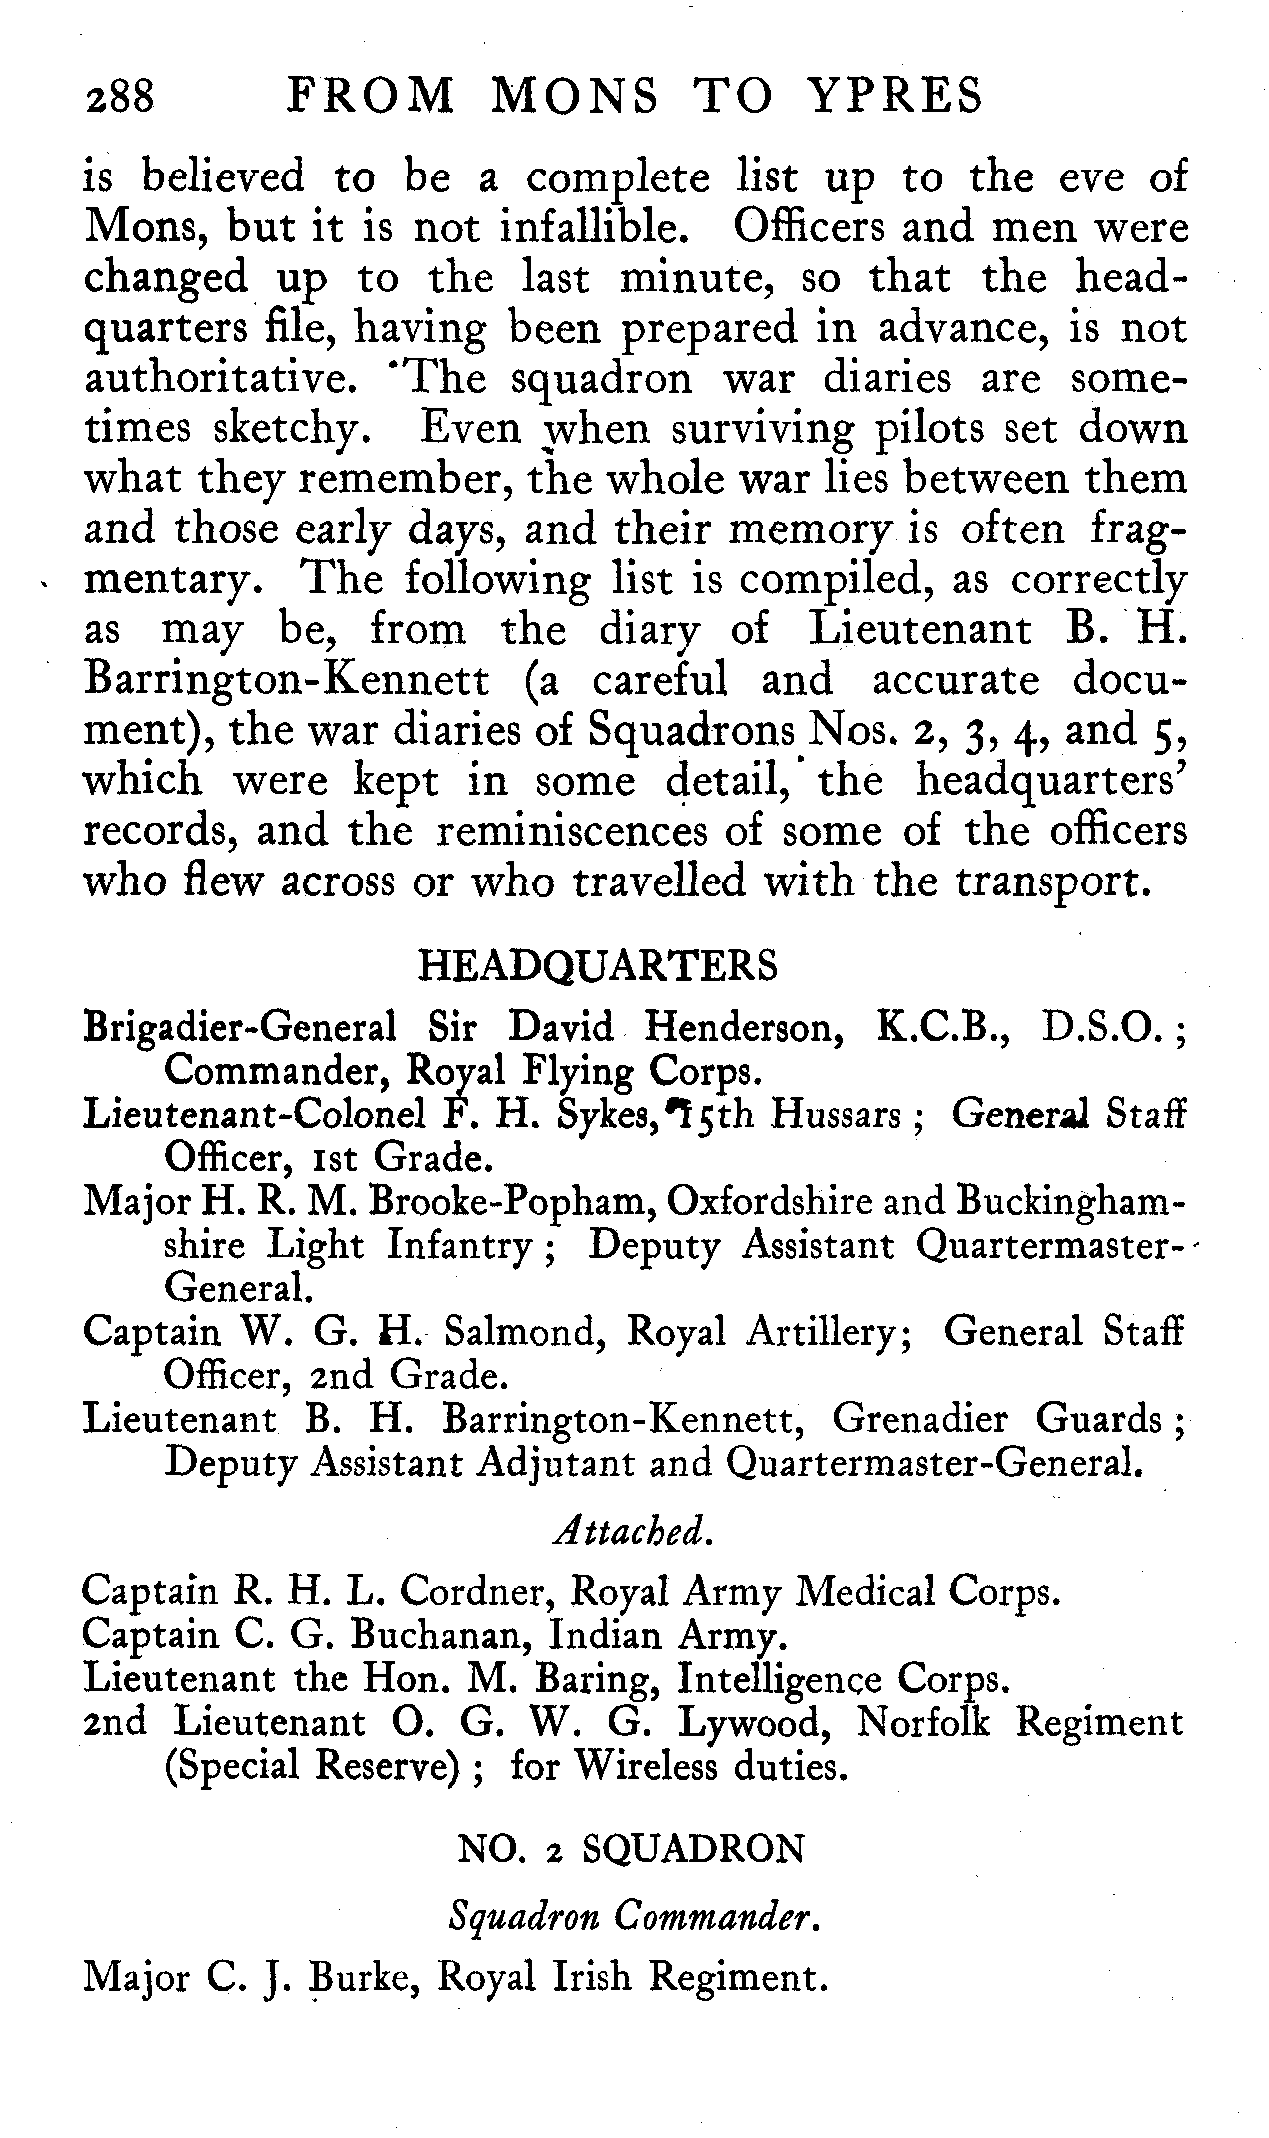 288 FROM MONS TO YPRES
is believed to be a complete list up to the eve of
Mons, but it is not infallible. Officers and men were
changed up to the last minute, so that the head-
quarters file, having been prepared in advance, is not
authoritative. The squadron war diaries are some-
times sketchy. Even when surviving pilots set down
what they remember, the whole war lies between them
and those early days, and their memory is often frag-
mentary. The following list is compiled, as correctly
as may be, from the diary of Lieutenant B. H.
Barrington-Kennett (a careful and accurate docu-
ment), the war diaries of Squadrons Nos. 2, 3, 4, and 5,
which were kept in some detail, the headquarters'
records, and the reminiscences of some of the officers
who flew across or who travelled with the transport.
HEADQUARTERS
Brigadier-General Sir David Henderson, K.C.B., D.S.O. ;
Commander, Royal Flying Corps.
Lieutenant-Colonel F. H. Sykes, 15th Hussars ; General Staff
Officer, 1st Grade.
Major H. R. M. Brooke-Popham, Oxfordshire and Buckingham-
shire Light Infantry ; Deputy Assistant Quartermaster-
General.
Captain W. G. H. Salmond, Royal Artillery; General Staff
Officer, 2nd Grade.
Lieutenant B. H. Barrington-Kennett, Grenadier Guards ;
Deputy Assistant Adjutant and Quartermaster-General.
Attached.
Captain R. H. L. Cordner, Royal Army Medical Corps.
Captain C. G. Buchanan, Indian Army.
Lieutenant the Hon. M. Baring, Intelligence Corps.
2nd Lieutenant O. G. W. G. Lywood, Norfolk Regiment
(Special Reserve) ; for Wireless duties.
NO. 2 SQUADRON
Squadron Commander.
Major C. J. Burke, Royal Irish Regiment.